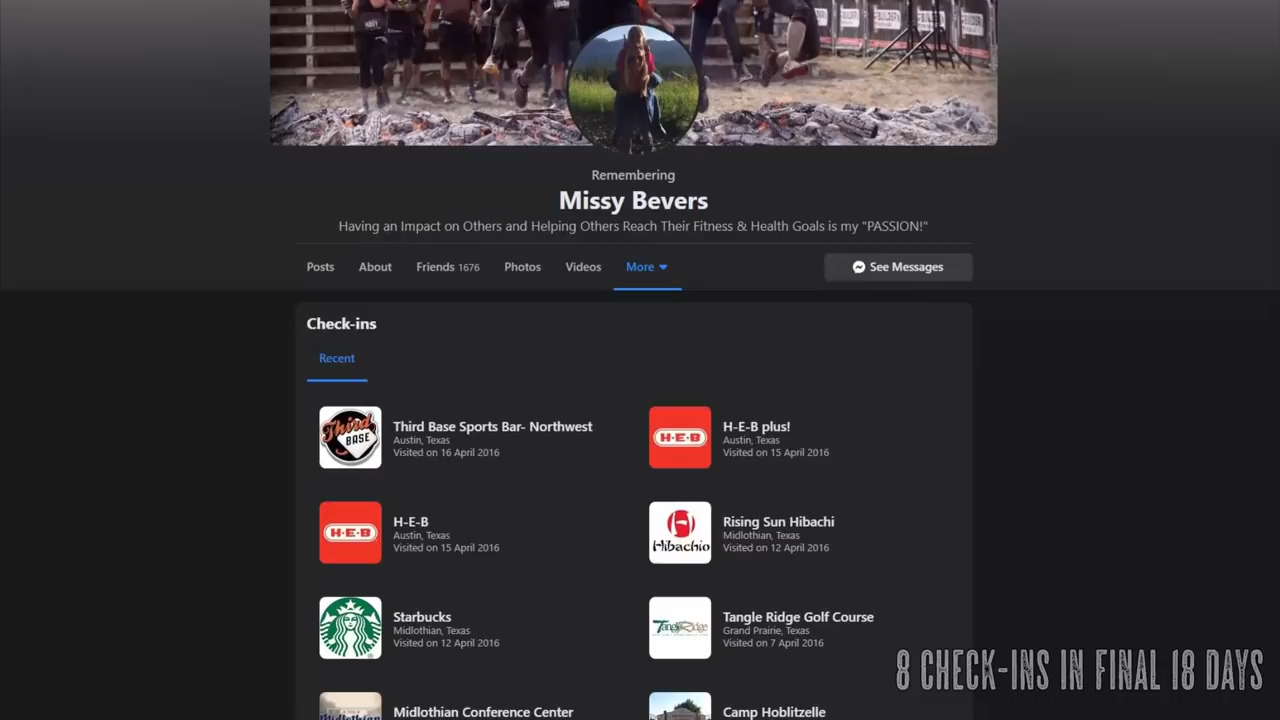 Remembering
Missy Bevers
Having an Impact on Others and Helping Others Reach Their Fitness & Health Goals is my "PASSION!"
Posts About Friends 1676 Photos Videos More See Messages
Check-ins
Recent
Third BASE
Third Base Sports Bar- Northwest
Austin, Texas
Visited on 16 April 2016
H-E-B
H-E-B plus!
Austin, Texas
Visited on 15 April 2016
H-E-B
H-E-B
Austin, Texas
Visited on 15 April 2016
Hibachio
Rising Sun Hibachi
Midlothian, Texas
Visited on 12 April 2016
Starbucks
Midlothian, Texas
Visited on 12 April 2016
TangleRidge
Tangle Ridge Golf Course
Grand Prairie, Texas
Visited on 7 April 2016
Midlothian
Midlothian Conference Center
Camp Hoblitzelle
8 CHECK-INS IN FINAL 18 DAYS